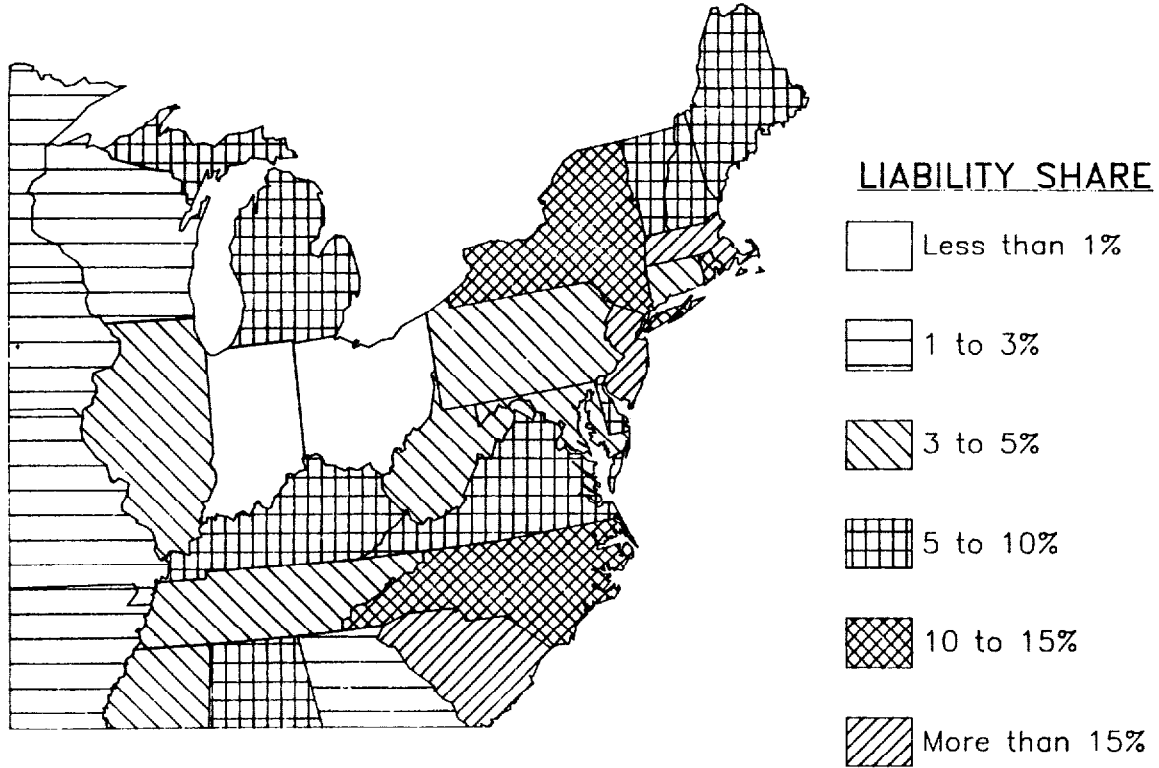 LIABILITY SHARE
Less than 1%
1 to 3%
3 to 5%
5 to 10%
10 to 15%
More than 15%